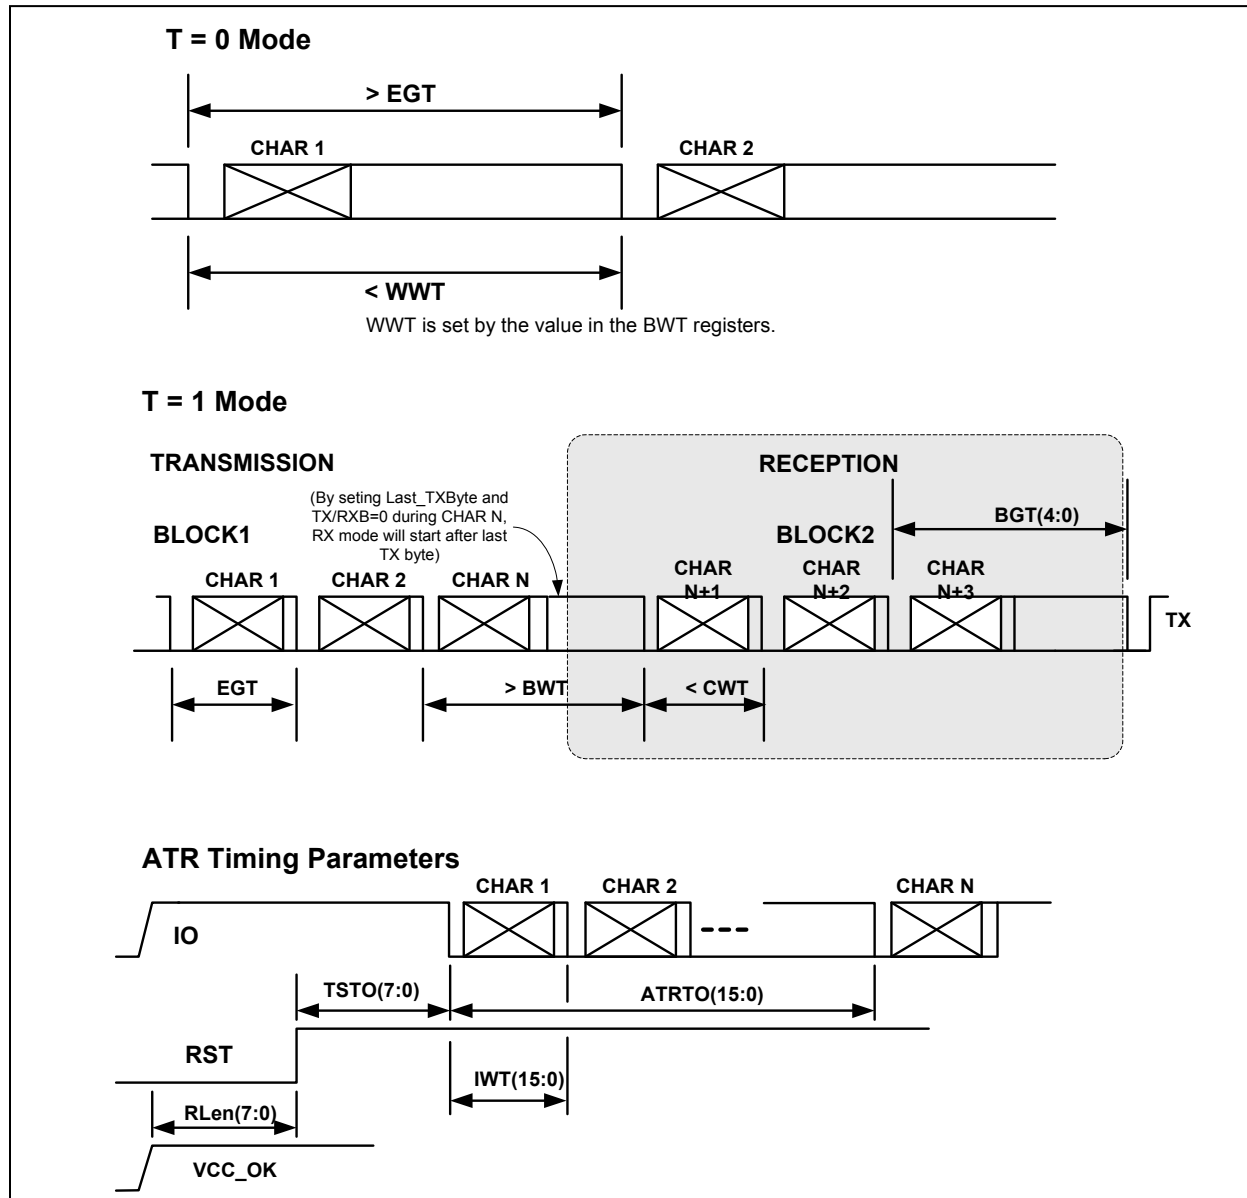 T = 0 Mode
> EGT
CHAR 1
CHAR 2
< WWT
WWT is set by the value in the BWT registers.
T = 1 Mode
TRANSMISSION
RECEPTION
(By seting Last_TXByte and
TX/RXB=0 during CHAR N,
RX mode will start after last
TX byte)
BGT(4:0)
BLOCK1
BLOCK2
CHAR 1
CHAR 2
CHAR N
CHAR
N+1
CHAR
N+2
CHAR
N+3
TX
EGT
> BWT
< CWT
ATR Timing Parameters
CHAR 1
CHAR 2
CHAR N
IO
TSTO(7:0)
ATRTO(15:0)
RST
IWT(15:0)
RLen(7:0)
VCC_OK